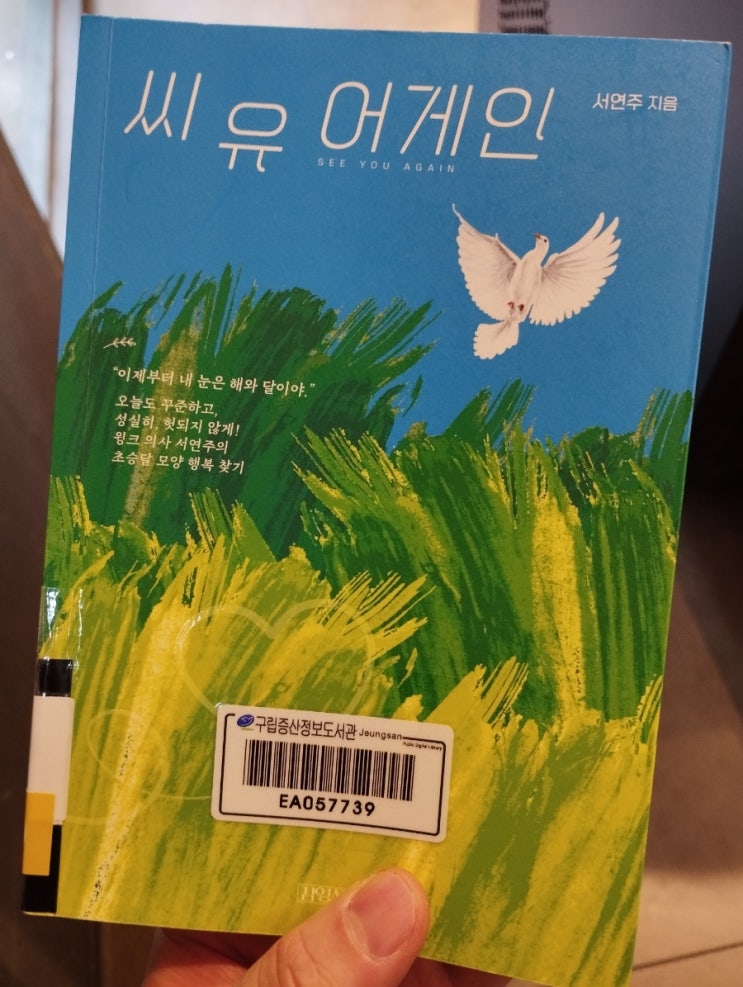 씨 유 어게인
SEE YOU AGAIN
서연주 지음
“이제부터 내 눈은 해와 달이야.”
오늘도 꾸준하고,
성실히, 헛되지 않게!
윙크 의사 서연주의
초승달 모양 행복 찾기
구립증산정보도서관 Jeungsan
Public Digital Library
EA057739